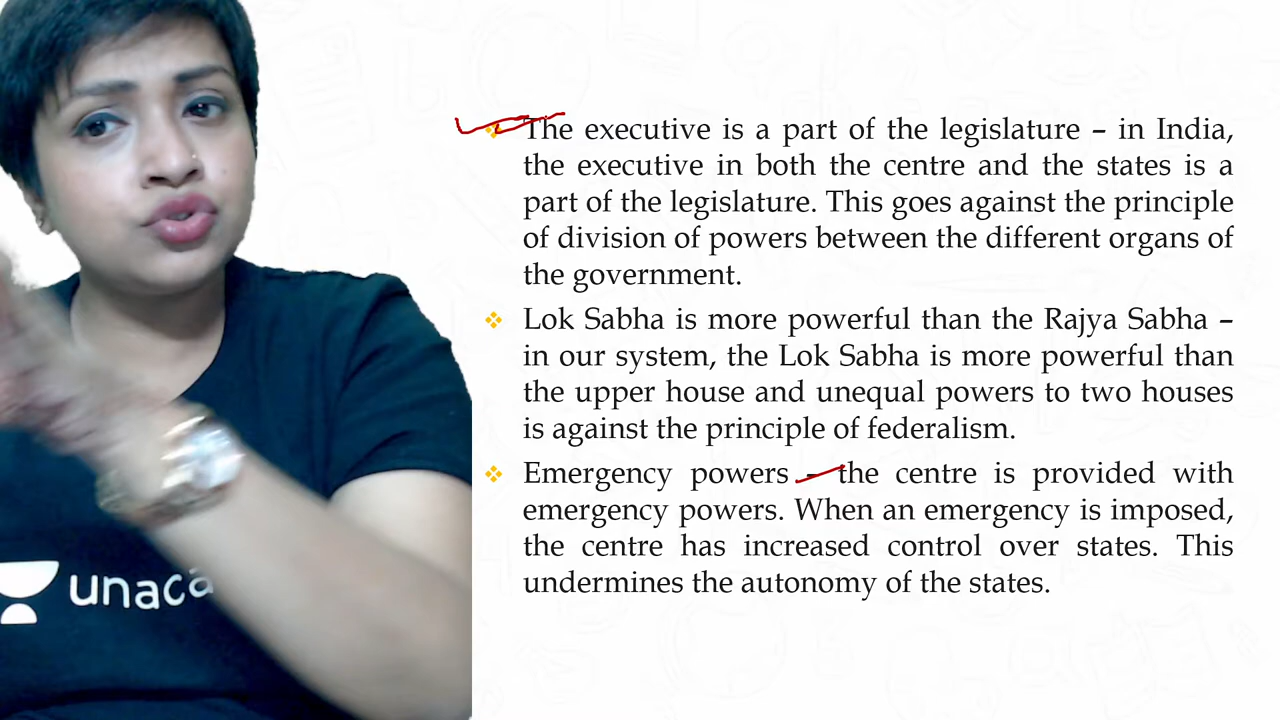 The executive is a part of the legislature – in India,
the executive in both the centre and the states is a
part of the legislature. This goes against the principle
of division of powers between the different organs of
the government.
Lok Sabha is more powerful than the Rajya Sabha –
in our system, the Lok Sabha is more powerful than
the upper house and unequal powers to two houses
is against the principle of federalism.
Emergency powers – the centre is provided with
emergency powers. When an emergency is imposed,
the centre has increased control over states. This
undermines the autonomy of the states.
unaca